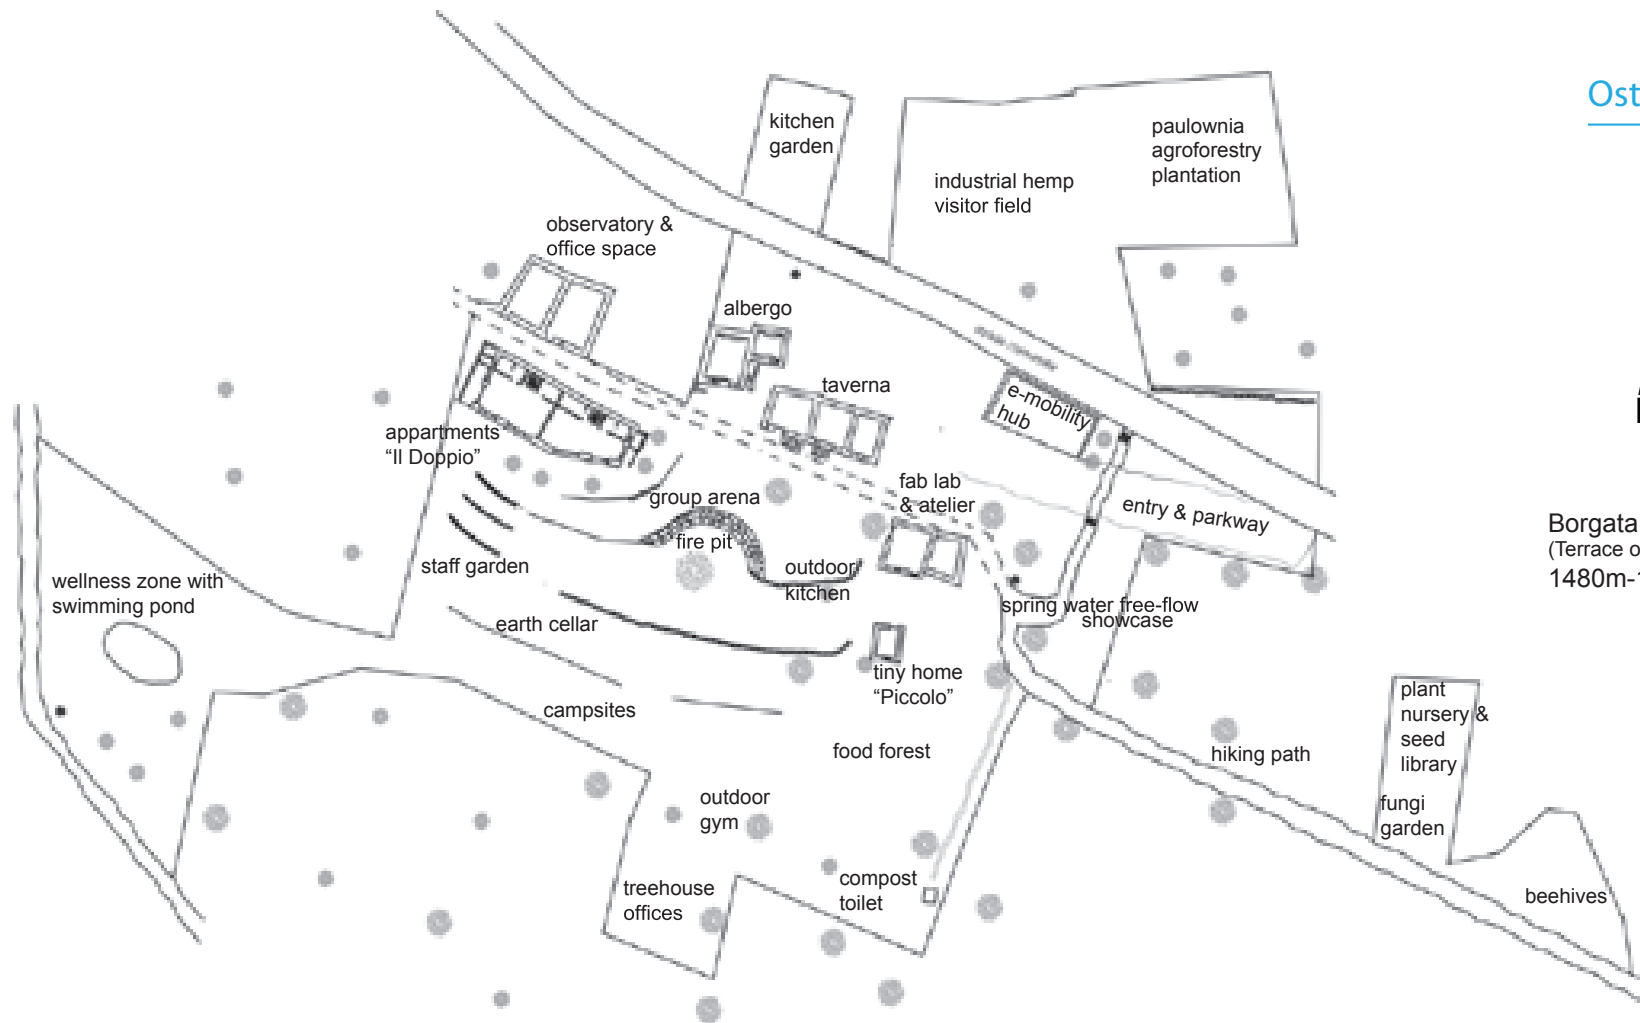 Ost
kitchen
garden
paulownia
agroforestry
plantation
industrial hemp
visitor field
observatory &
office space
albergo
taverna
e-mobility
hub
appartments
“Il Doppio”
group arena
fab lab
& atelier
entry & parkway
fire pit
staff garden
outdoor
kitchen
Borgata
(Terrace o
1480m-1
wellness zone with
swimming pond
spring water free-flow
showcase
earth cellar
tiny home
“Piccolo”
campsites
food forest
hiking path
plant
nursery &
seed
library
fungi
garden
outdoor
gym
treehouse
offices
compost
toilet
beehives